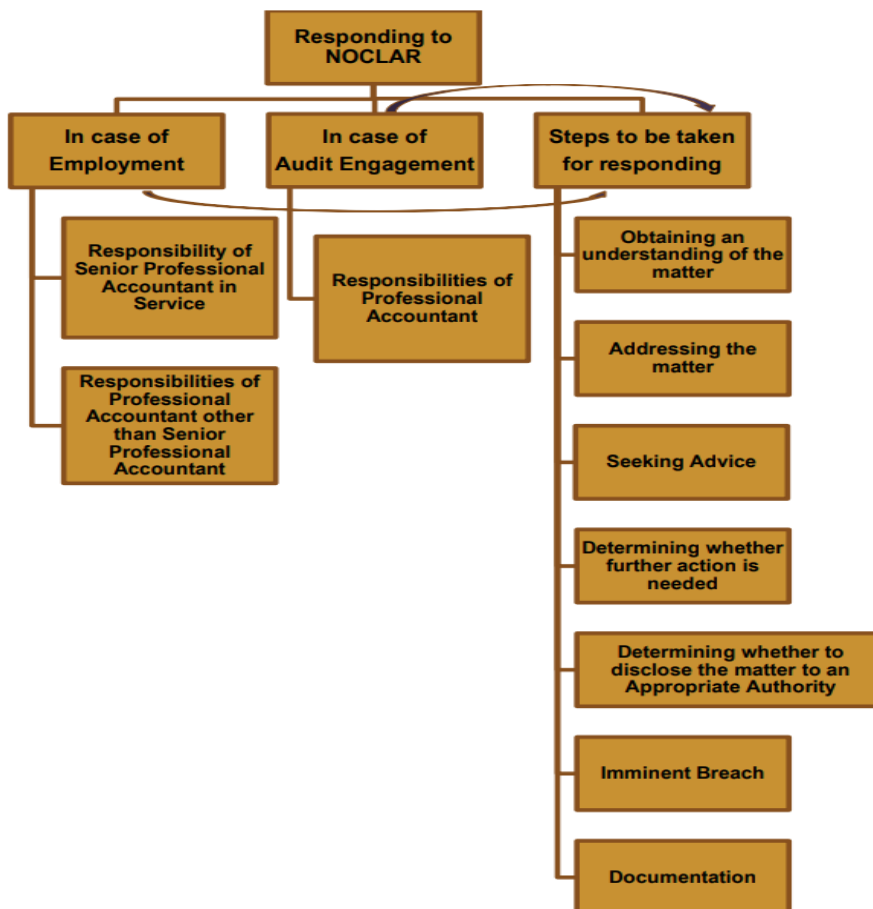 Responding to
NOCLAR
In case of
Employment
In case of
Audit Engagement
Steps to be taken
for responding
Responsibility of
Senior Professional
Accountant in
Service
Responsibilities of
Professional
Accountant other
than Senior
Professional
Accountant
Responsibilities of
Professional
Accountant
Obtaining an
understanding of the
matter
Addressing the
matter
Seeking Advice
Determining whether
further action is
needed
Determining whether to
disclose the matter to an
Appropriate Authority
Imminent Breach
Documentation